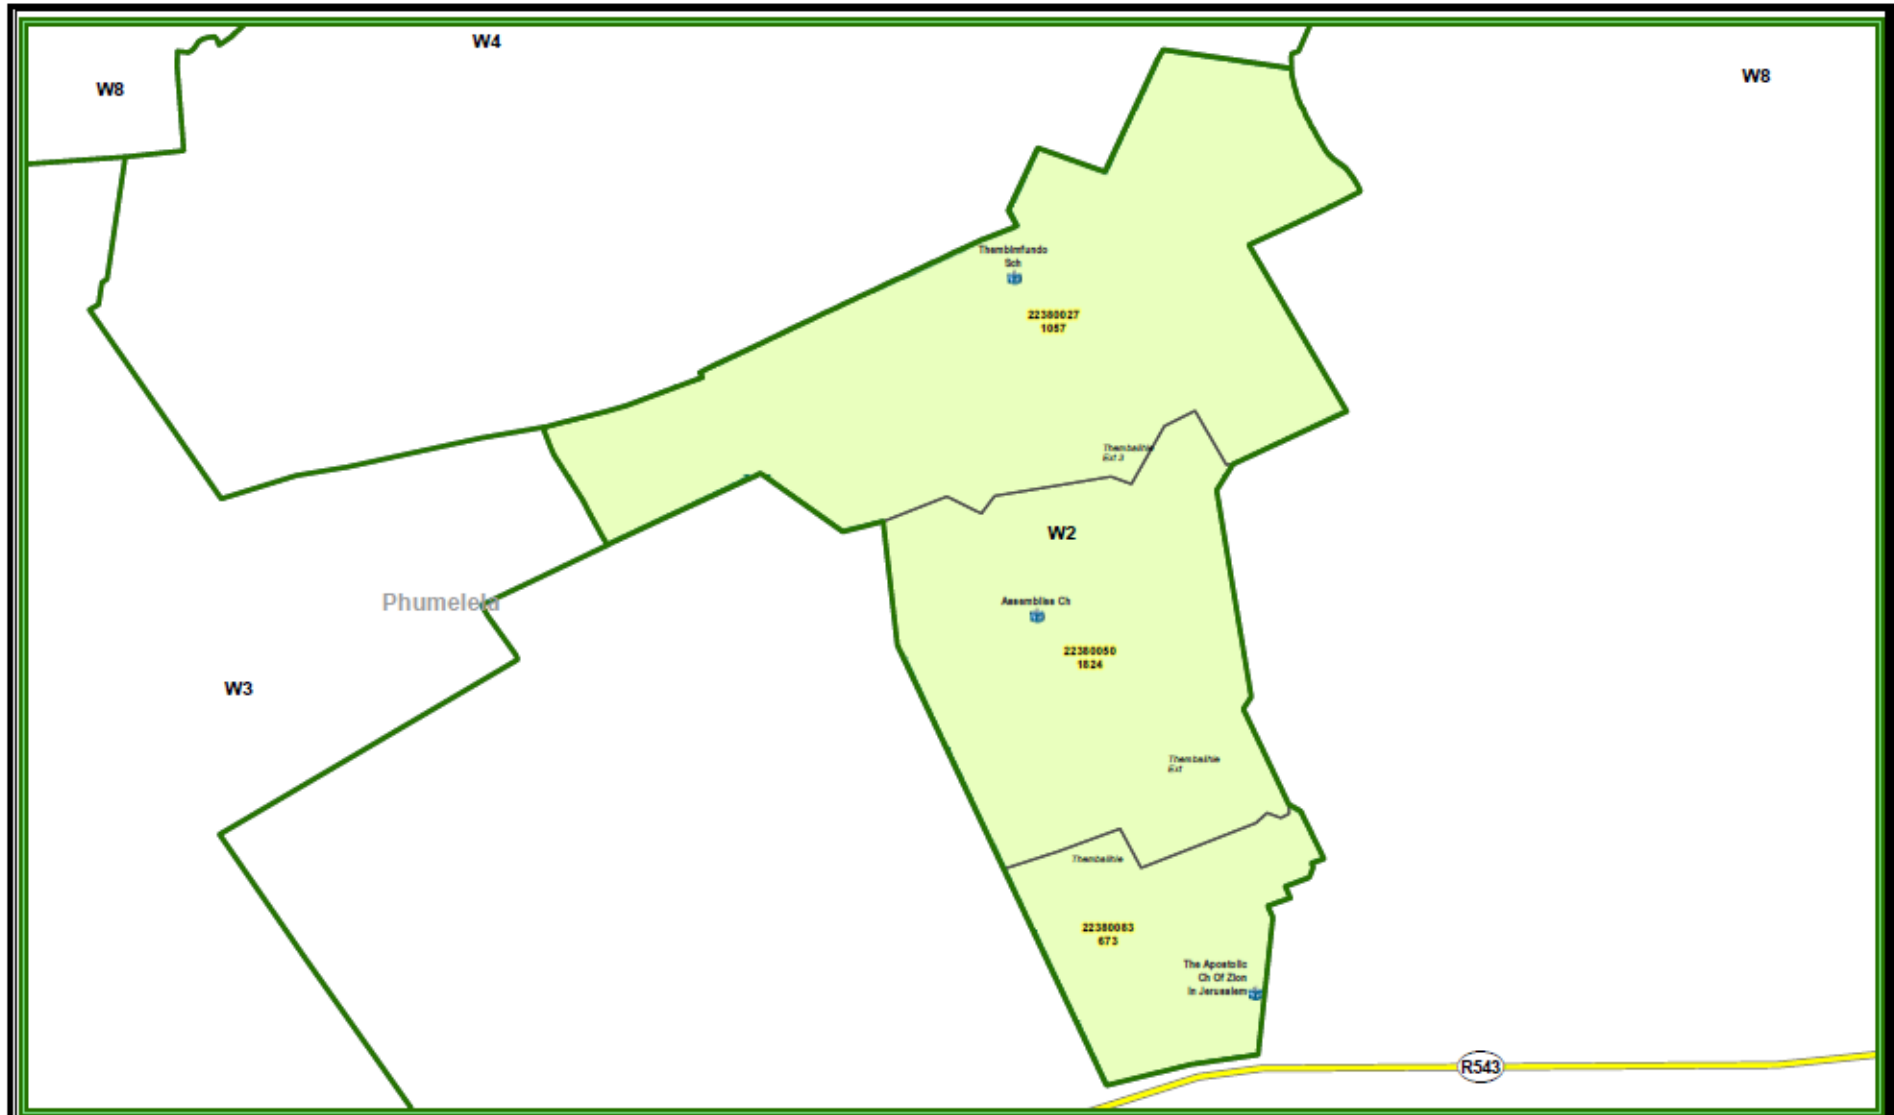 W4
W8
W8
Thembimfundo
Sch
22380027
1057
Thembalihle
Ext 3
W2
Phumelela
Assemblies Ch
22380050
1824
W3
Thembalihle
Ext
Thembalihle
22380083
673
The Apostolic
Ch Of Zion
In Jerusalem
R543